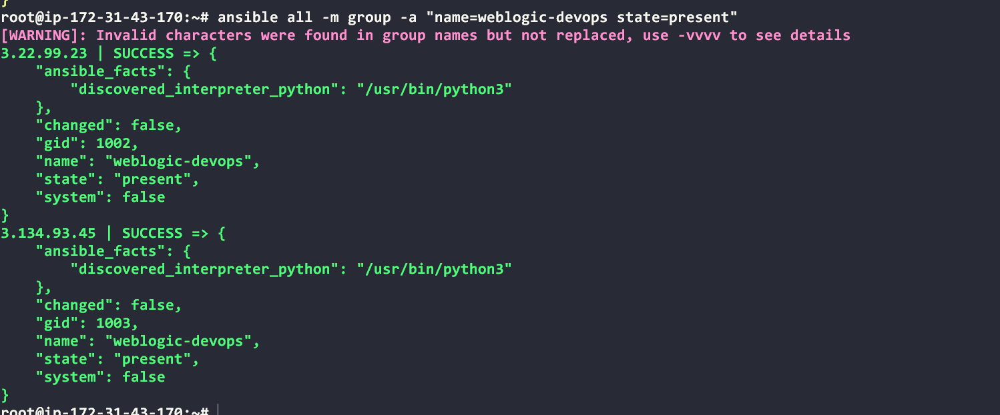 }
root@ip-172-31-43-170:~# ansible all -m group -a "name=weblogic-devops state=present"
[WARNING]: Invalid characters were found in group names but not replaced, use -vvvv to see details
3.22.99.23 | SUCCESS => {
    "ansible_facts": {
        "discovered_interpreter_python": "/usr/bin/python3"
    },
    "changed": false,
    "gid": 1002,
    "name": "weblogic-devops",
    "state": "present",
    "system": false
}
3.134.93.45 | SUCCESS => {
    "ansible_facts": {
        "discovered_interpreter_python": "/usr/bin/python3"
    },
    "changed": false,
    "gid": 1003,
    "name": "weblogic-devops",
    "state": "present",
    "system": false
}
root@ip-172-31-43-170:~#